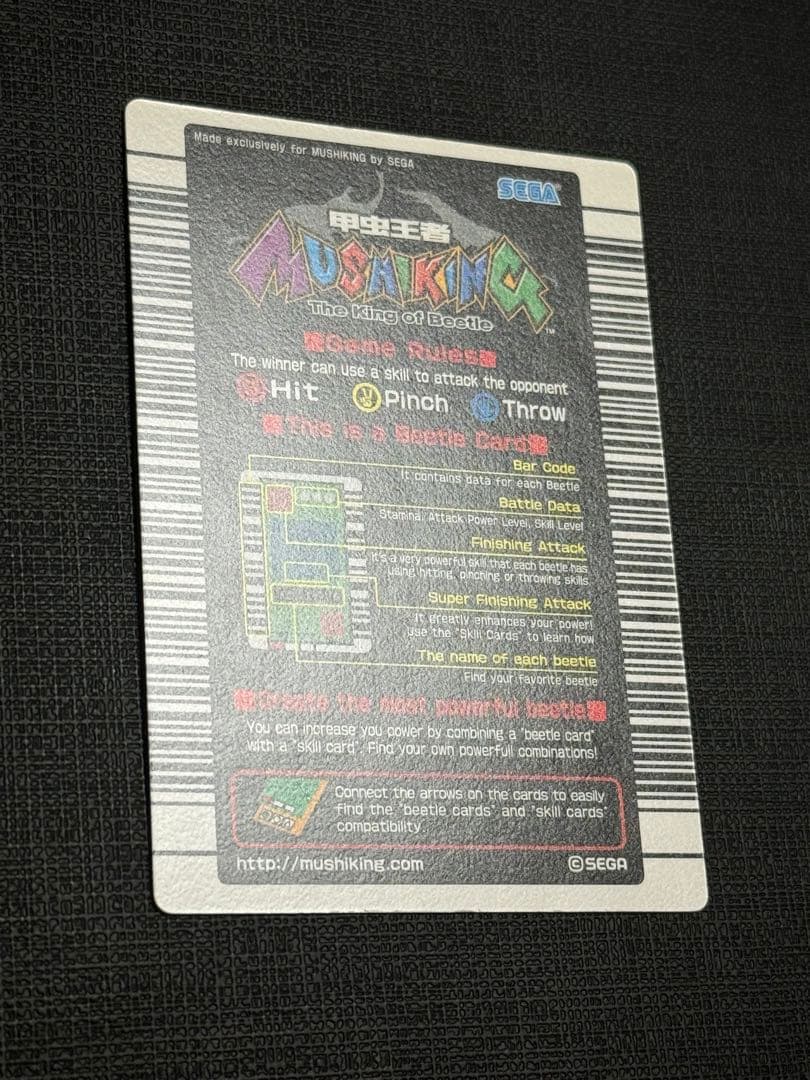 Made exclusively for MUSHIKING by SEGA
SEGA
甲虫王者
MUSHIKING
The King of Beetle
TM
Game Rules
The winner can use a skill to attack the opponent
Hit Pinch Throw
This is a Beetle Card
Bar Code
It contains data for each Beetle
Battle Data
Stamina, Attack Power Level, Skill Level
Finishing Attack
It's a very powerful skill that each beetle has
using hitting, pinching or throwing skills
Super Finishing Attack
It greatly enhances your power!
use the "Skill Cards" to learn how
The name of each beetle
Find your favorite beetle
Create the most powerful beetle
You can increase you power by combining a "beetle card"
with a "skill card". Find your own powerfull combinations!
Connect the arrows on the cards to easily
find the "beetle cards" and "skill cards"
compatibility.
http://mushiking.com
©SEGA